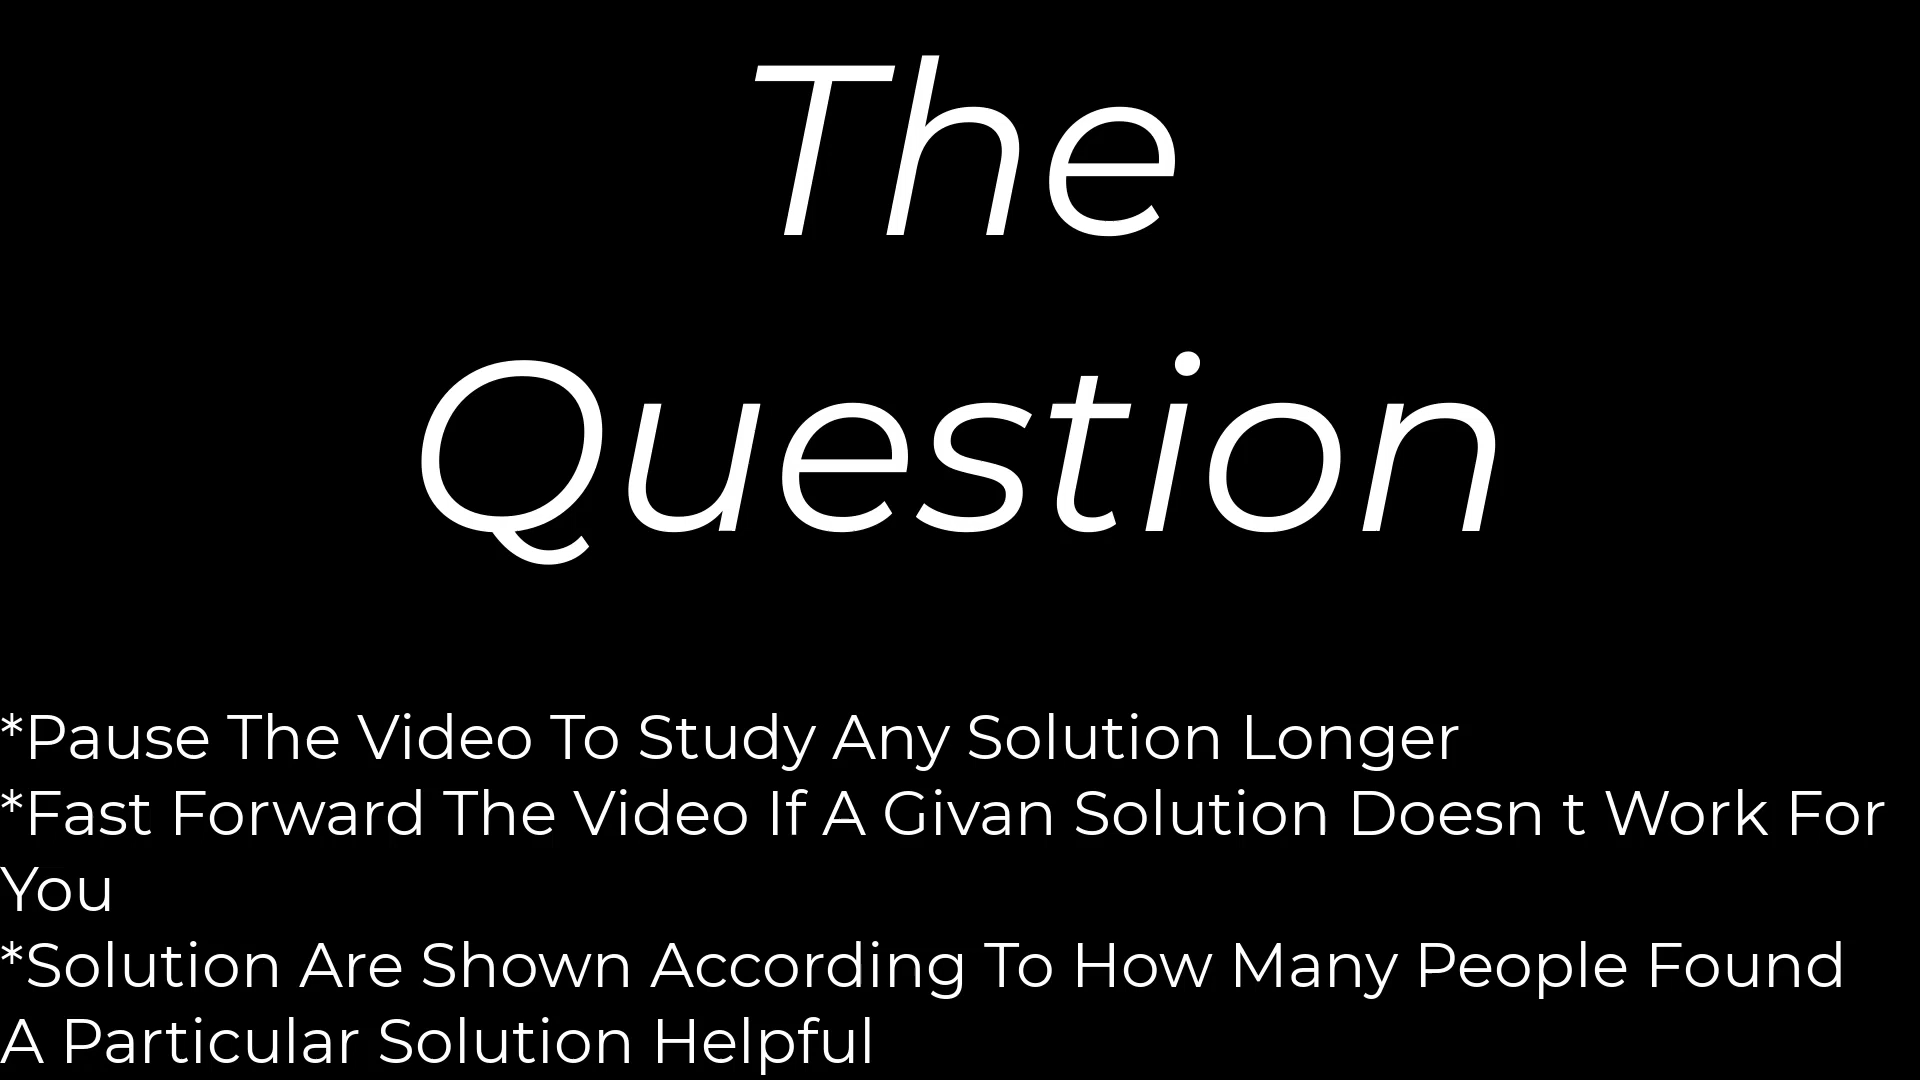 The
Question
*Pause The Video To Study Any Solution Longer
*Fast Forward The Video If A Givan Solution Doesn t Work For
You
*Solution Are Shown According To How Many People Found
A Particular Solution Helpful